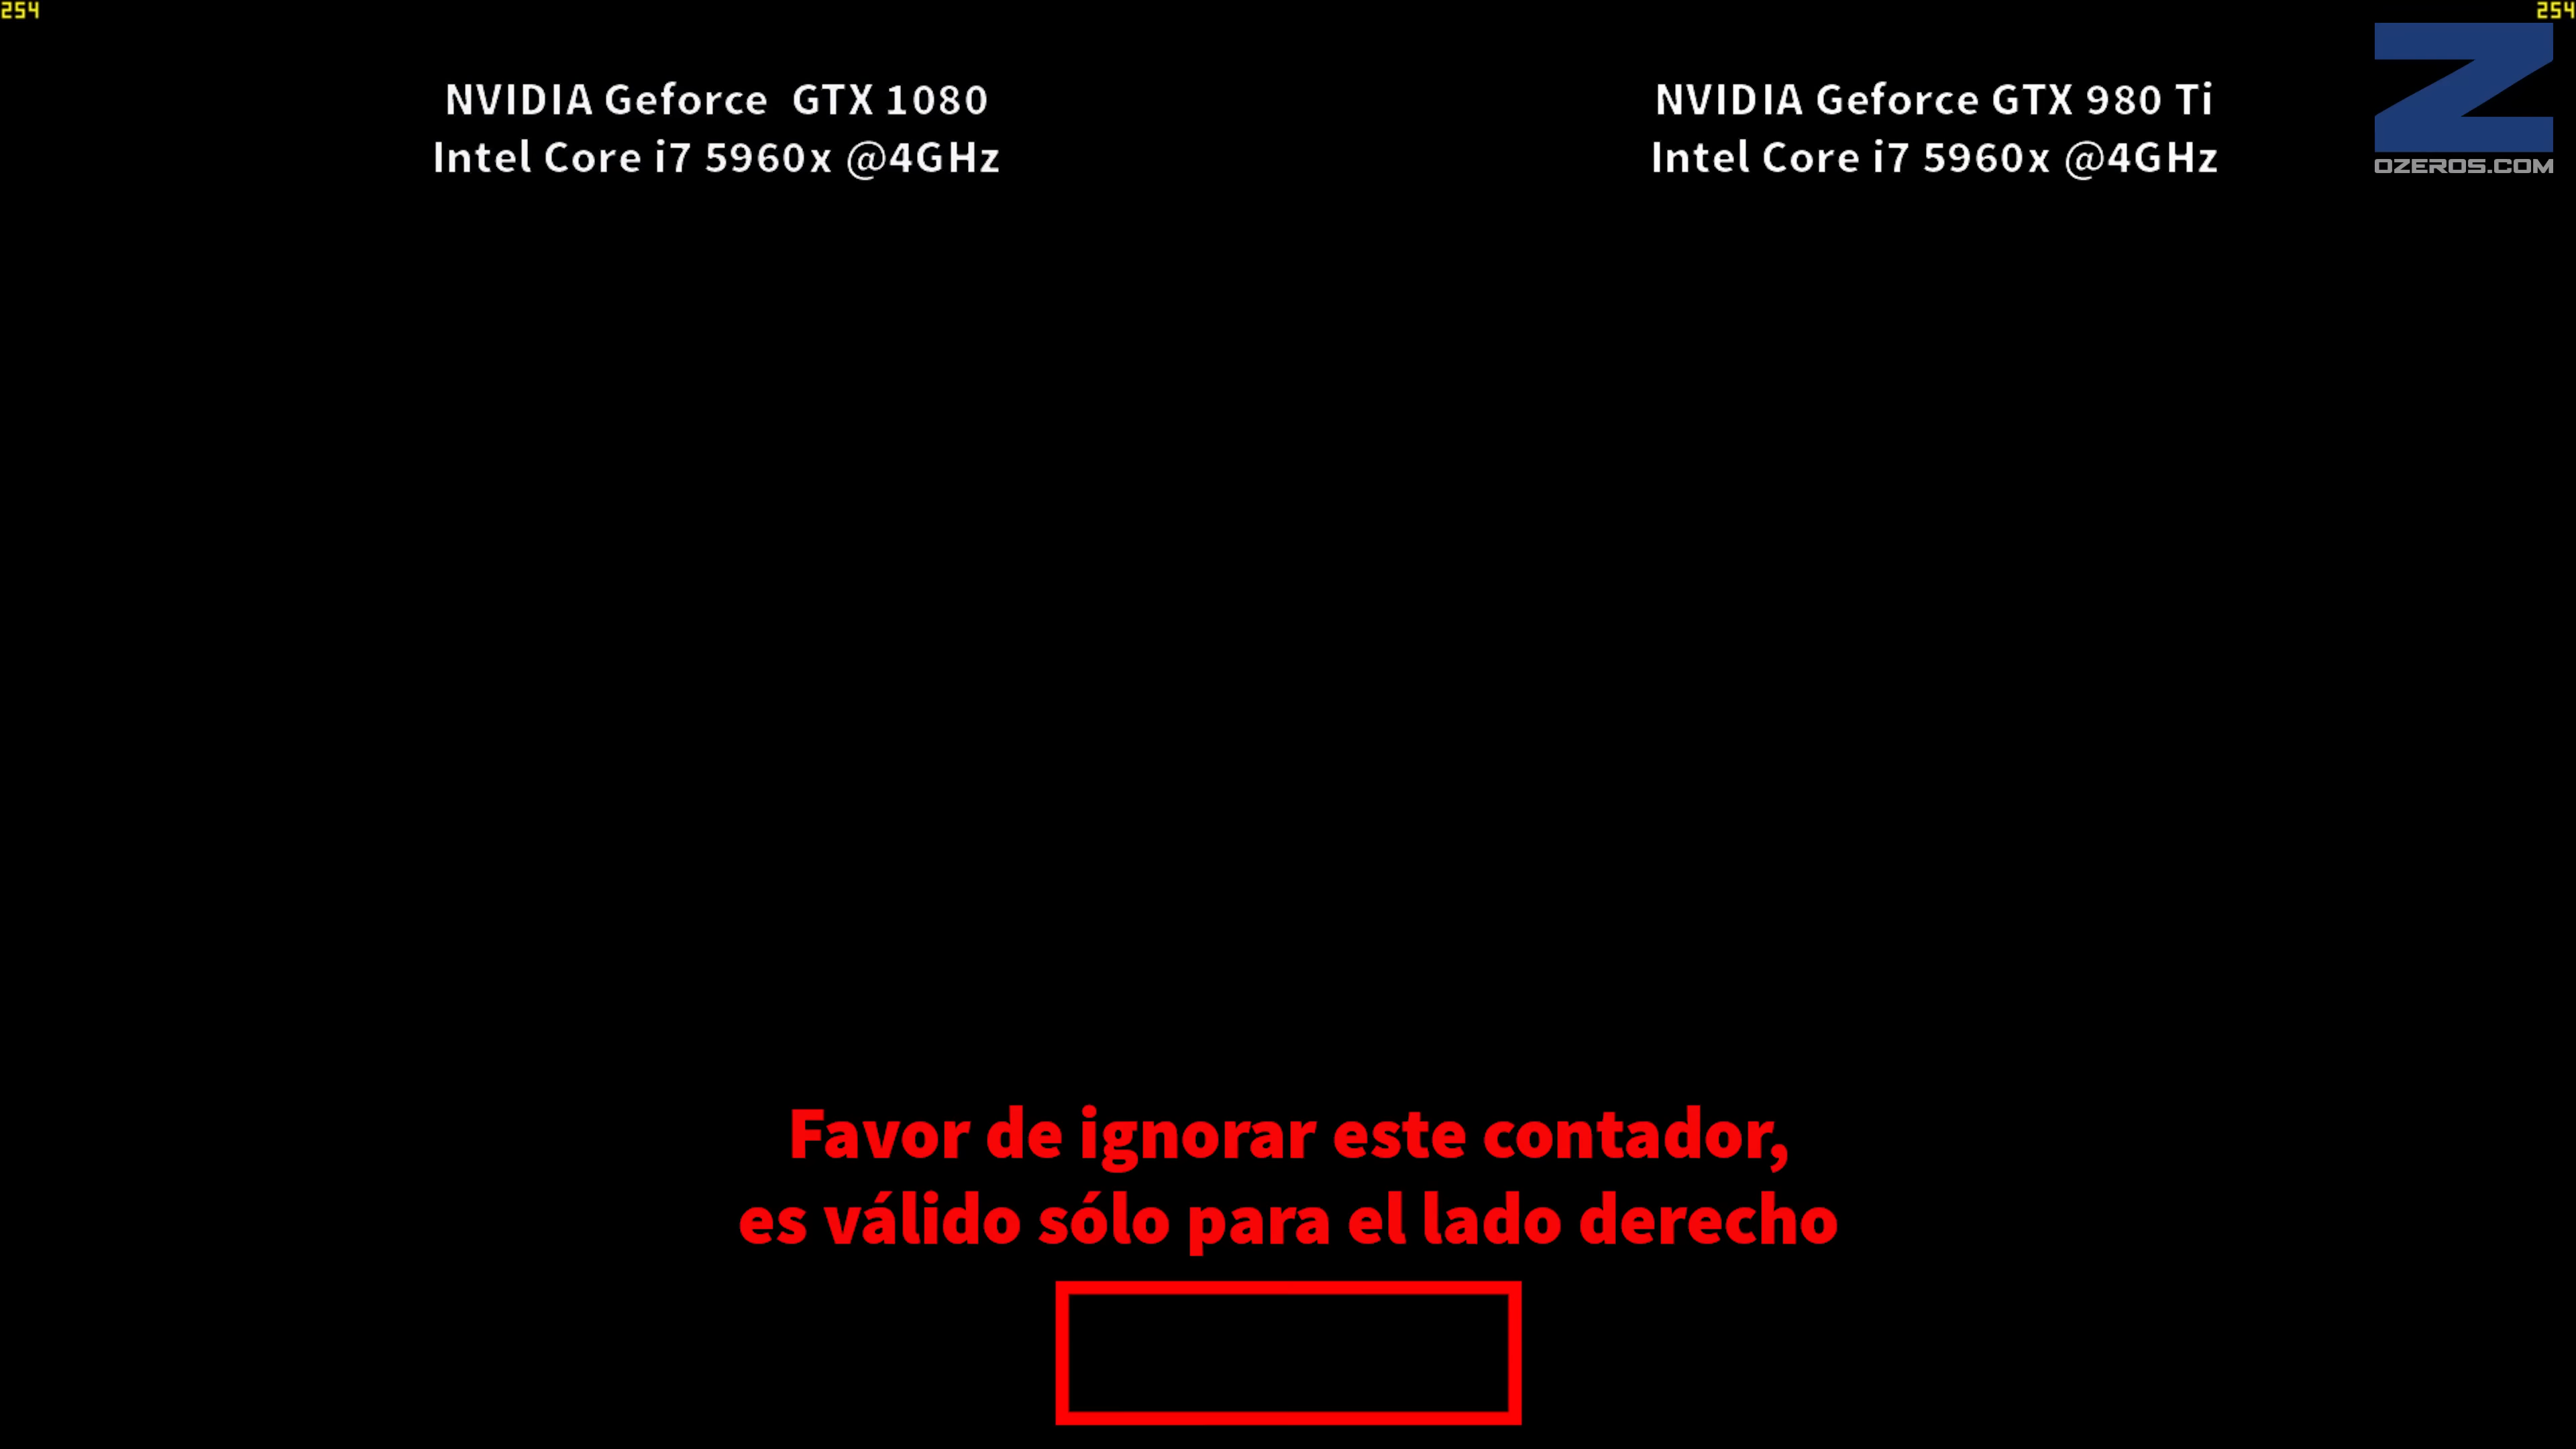 254
254
NVIDIA Geforce  GTX 1080
Intel Core i7 5960x @4GHz
NVIDIA Geforce GTX 980 Ti
Intel Core i7 5960x @4GHz
Z
OZEROS.COM
Favor de ignorar este contador,
es válido sólo para el lado derecho